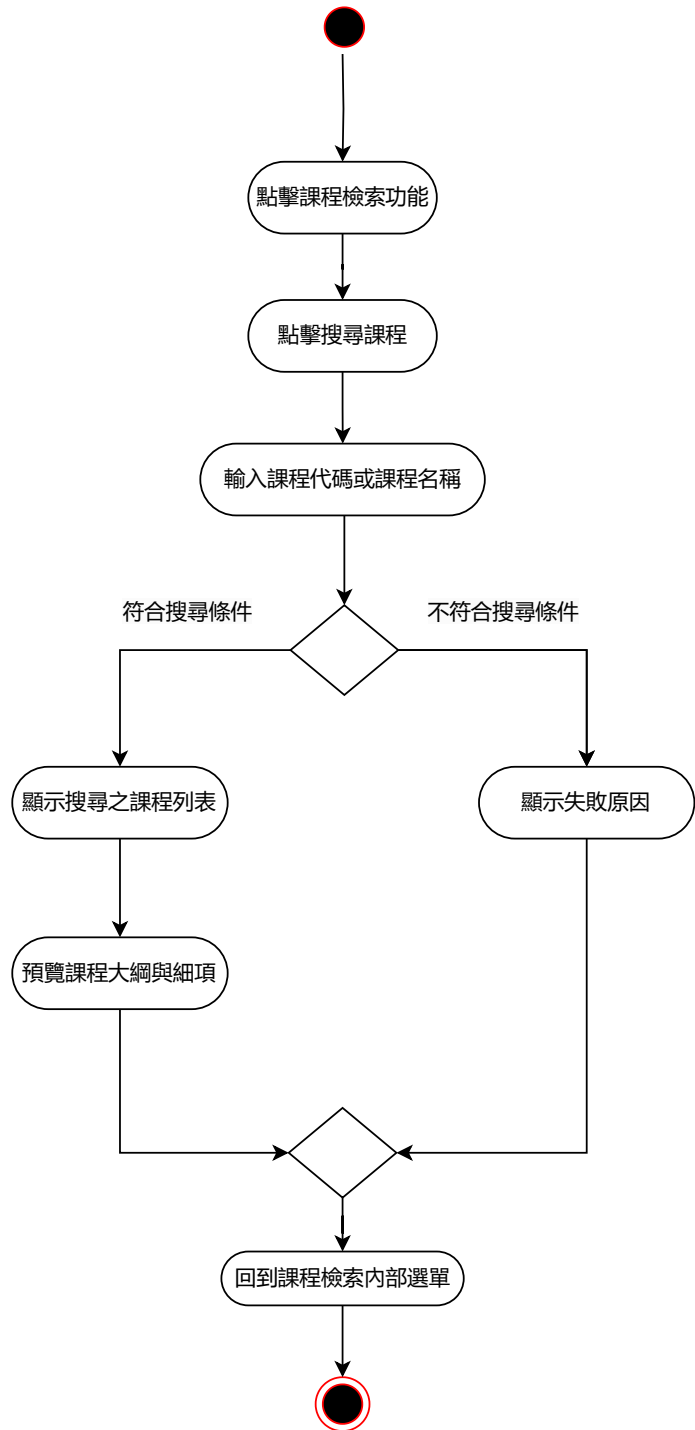 點擊課程檢索功能
點擊搜尋課程
輸入課程代碼或課程名稱
符合搜尋條件
不符合搜尋條件
顯示搜尋之課程列表
顯示失敗原因
預覽課程大綱與細項
回到課程檢索內部選單